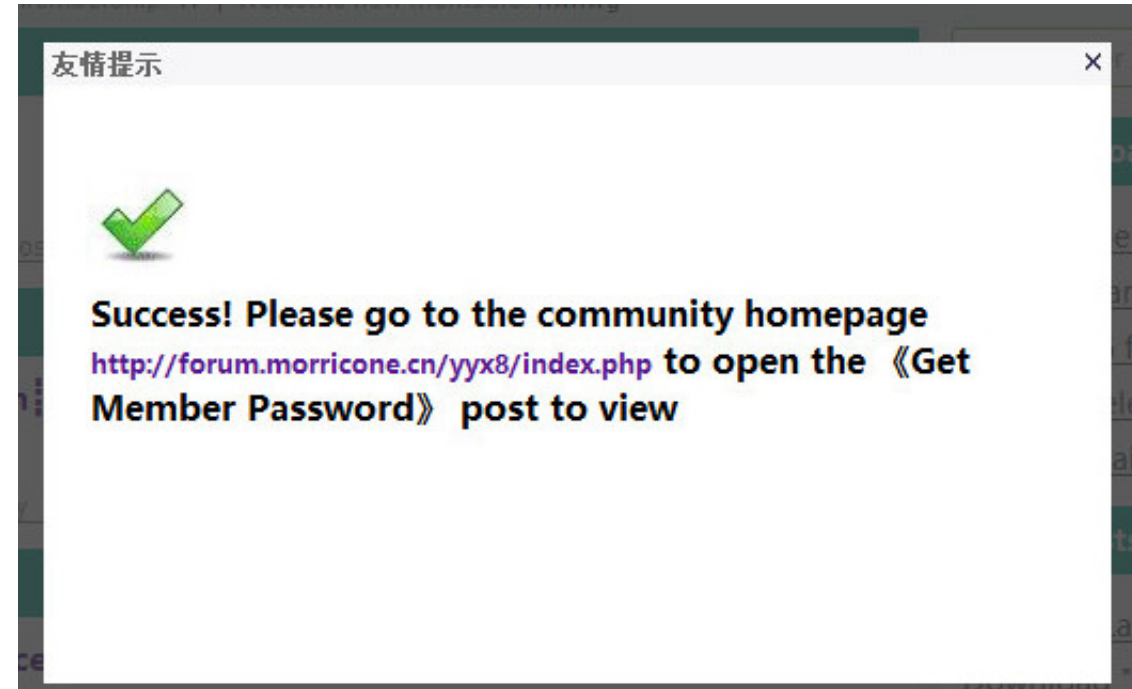 友情提示
×
Success! Please go to the community homepage
http://forum.morricone.cn/yyx8/index.php to open the 《Get
Member Password》 post to view